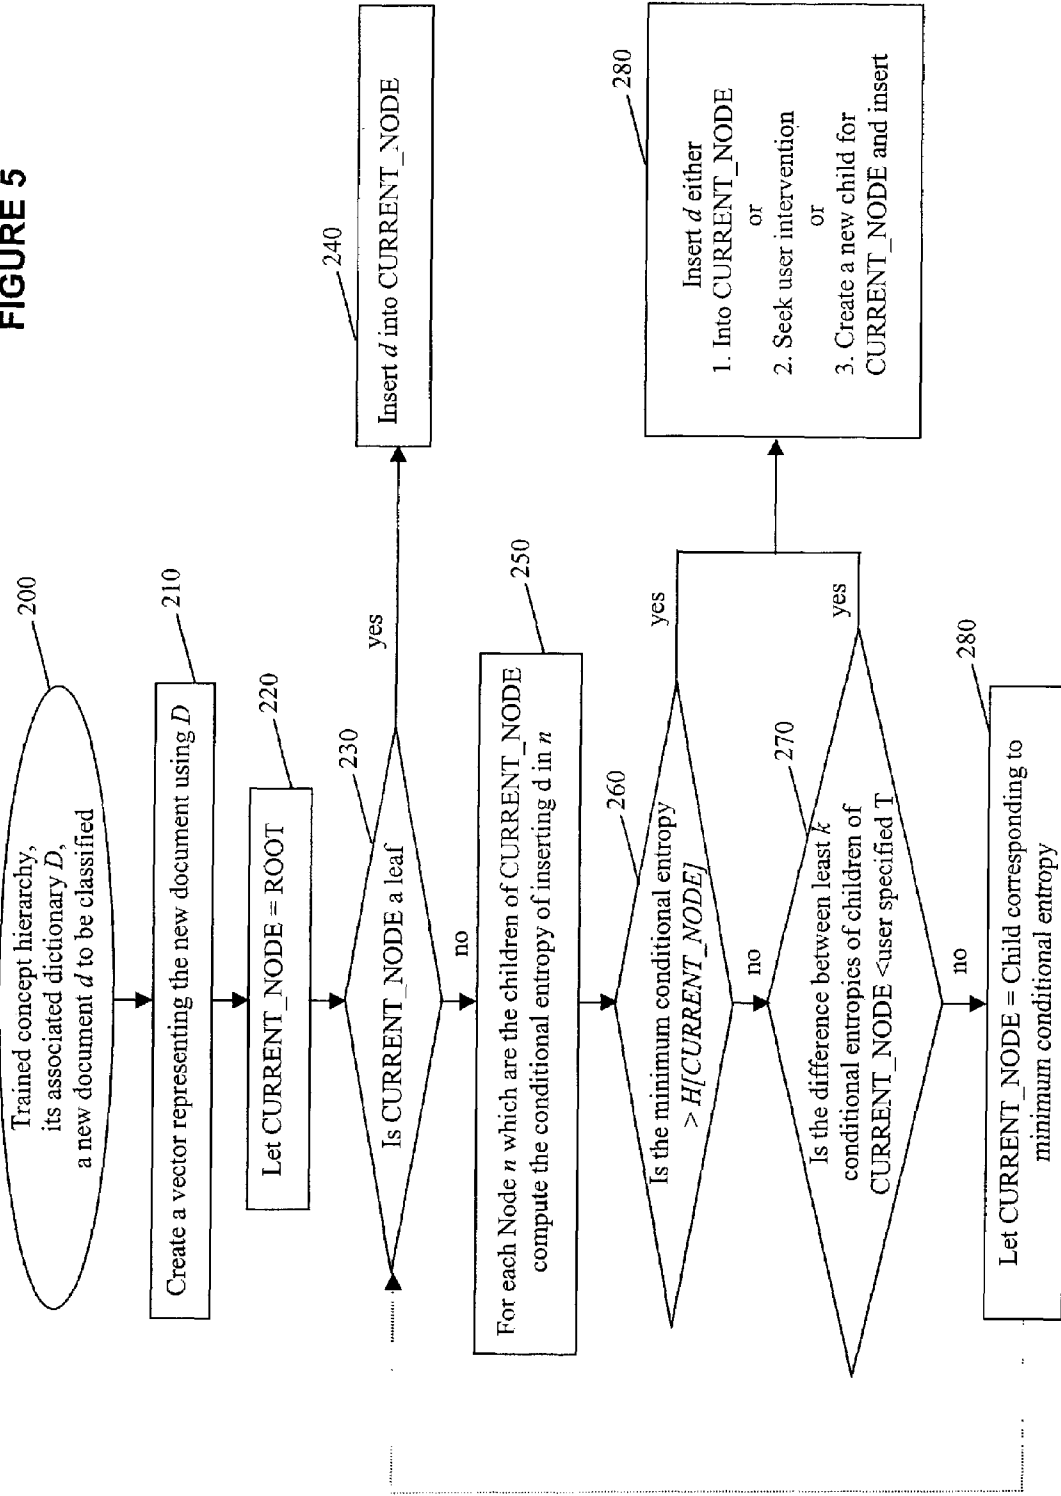 FIGURE 5
200
Trained concept hierarchy,
its associated dictionary D,
a new document d to be classified
210
Create a vector representing the new document using D
220
Let CURRENT_NODE = ROOT
230
Is CURRENT_NODE a leaf
yes
240
Insert d into CURRENT_NODE
no
250
For each Node n which are the children of CURRENT_NODE
compute the conditional entropy of inserting d in n
260
Is the minimum conditional entropy
> H[CURRENT_NODE]
yes
no
270
Is the difference between least k
conditional entropies of children of
CURRENT_NODE <user specified T
yes
280
Insert d either
1. Into CURRENT_NODE
or
2. Seek user intervention
or
3. Create a new child for
CURRENT_NODE and insert
no
280
Let CURRENT_NODE = Child corresponding to
minimum conditional entropy